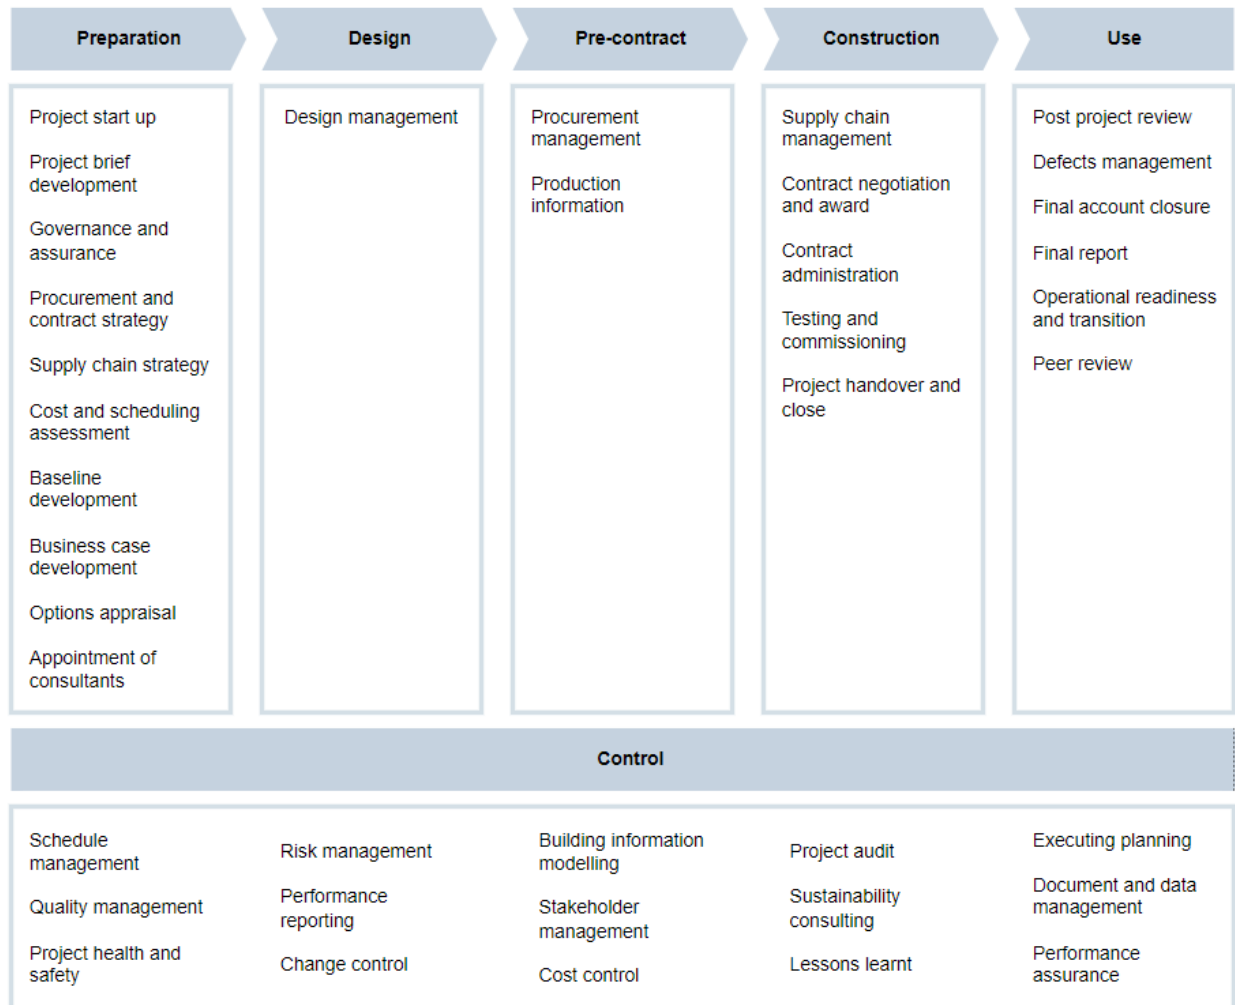 Preparation
Design
Pre-contract
Construction
Use
Project start up
Project brief
development
Governance and
assurance
Procurement and
contract strategy
Supply chain strategy
Cost and scheduling
assessment
Baseline
development
Business case
development
Options appraisal
Appointment of
consultants
Design management
Procurement
management
Production
information
Supply chain
management
Contract negotiation
and award
Contract
administration
Testing and
commissioning
Project handover and
close
Post project review
Defects management
Final account closure
Final report
Operational readiness
and transition
Peer review
Control
Schedule
management
Quality management
Project health and
safety
Risk management
Performance
reporting
Change control
Building information
modelling
Stakeholder
management
Cost control
Project audit
Sustainability
consulting
Lessons learnt
Executing planning
Document and data
management
Performance
assurance